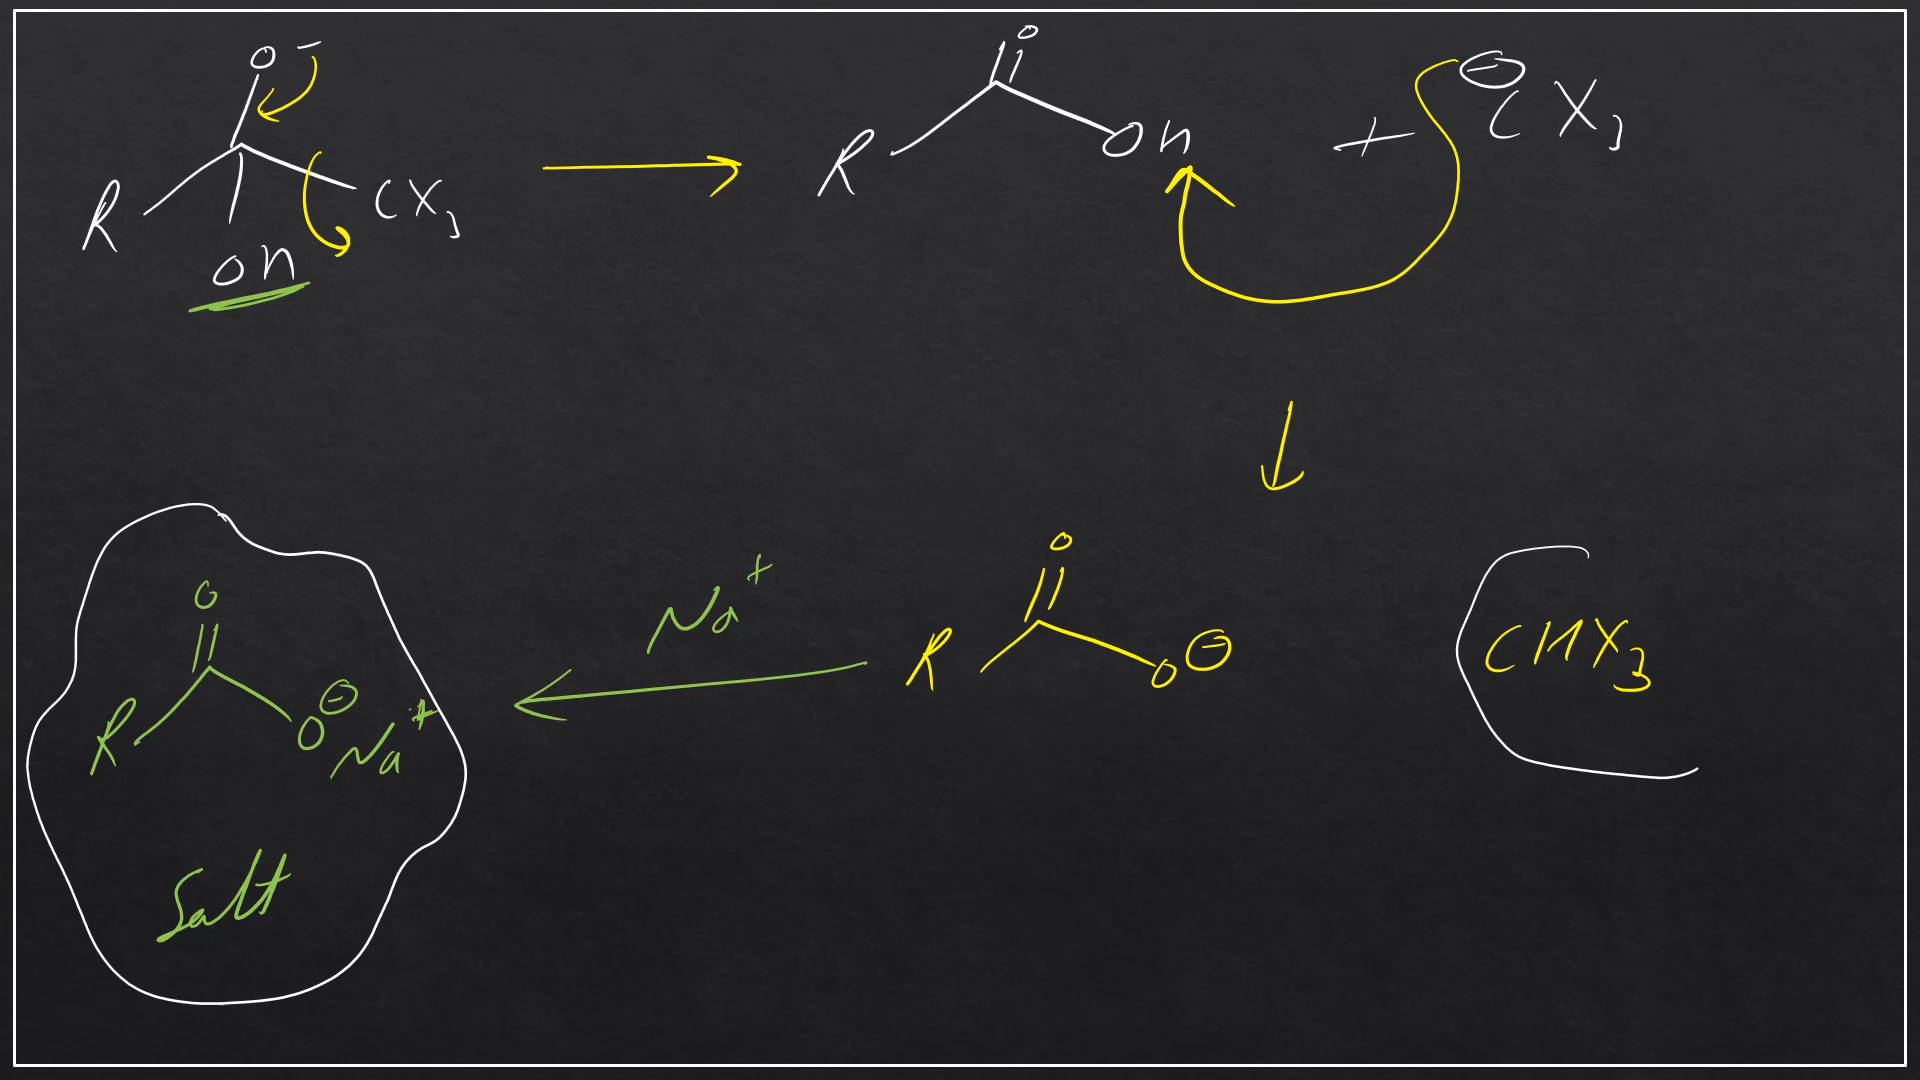 O⁻
R CX₃
OH
O
R OH + ⊖CX₃
Na⁺
O
R O⊖
CHX₃
O
R O⊖ Na⁺
Salt